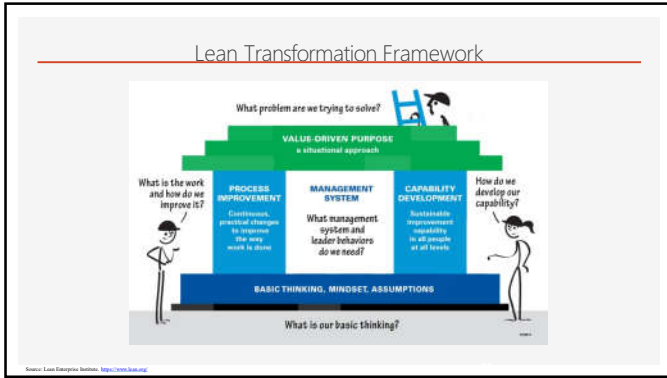 Lean Transformation Framework
What problem are we trying to solve?
VALUE-DRIVEN PURPOSE
a situational approach
What is the work
and how do we
improve it?
PROCESS
IMPROVEMENT
Continuous,
practical changes
to improve
the way
work is done
MANAGEMENT
SYSTEM
What management
system and
leader behaviors
do we need?
CAPABILITY
DEVELOPMENT
Sustainable
improvement
capability
in all people
at all levels
How do we
develop our
capability?
BASIC THINKING, MINDSET, ASSUMPTIONS
What is our basic thinking?
Source: Lean Enterprise Institute, https://www.lean.org/